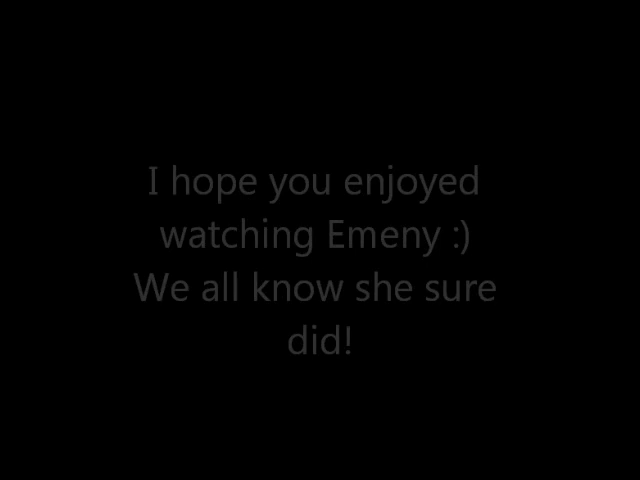 I hope you enjoyed
watching Emeny :)
We all know she sure
did!